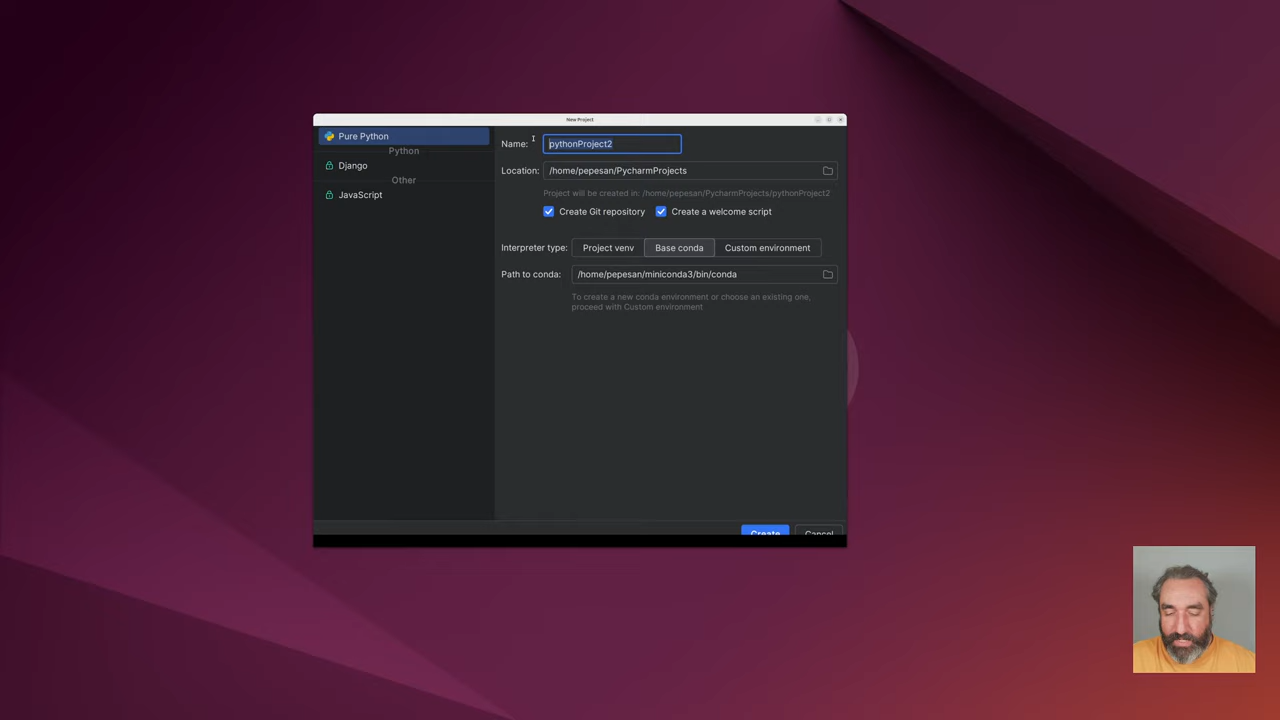 New Project
Pure Python
Python
Django
Other
JavaScript
Name: pythonProject2
Location: /home/pepesan/PycharmProjects
Project will be created in: /home/pepesan/PycharmProjects/pythonProject2
Create Git repository Create a welcome script
Interpreter type: Project venv Base conda Custom environment
Path to conda: /home/pepesan/miniconda3/bin/conda
To create a new conda environment or choose an existing one,
proceed with Custom environment
Create Cancel